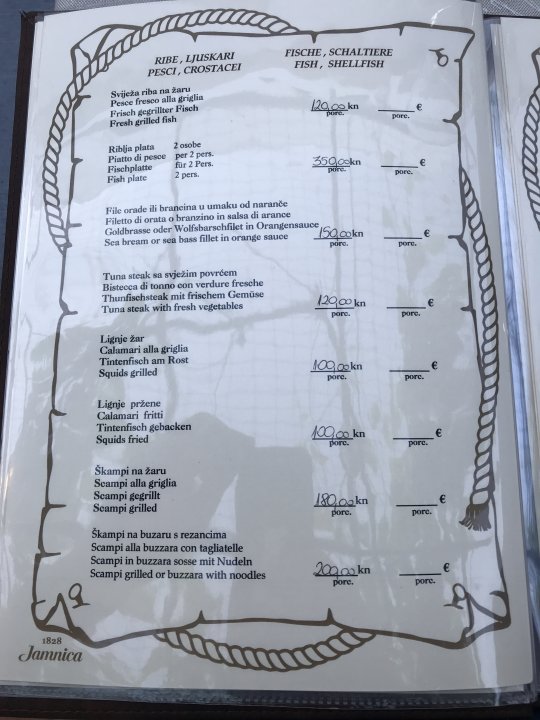 RIBE, LJUSKARI
PESCI, CROSTACEI
FISCHE, SCHALTIERE
FISH, SHELLFISH
Svježa riba na žaru
Pesce fresco alla griglia
Frisch gegrillter Fisch
Fresh grilled fish
120,00 kn
porc.
€
porc.
Riblja plata 2 osobe
Piatto di pesce per 2 pers.
Fischplatte für 2 Pers.
Fish plate 2 pers.
350,00 kn
porc.
€
porc.
File orade ili brancina u umaku od naranče
Filetto di orata o branzino in salsa di arance
Goldbrasse oder Wolfsbarschfilet in Orangensauce
Sea bream or sea bass fillet in orange sauce
150,00 kn
porc.
€
porc.
Tuna steak sa svježim povrćem
Bistecca di tonno con verdure fresche
Thunfischsteak mit frischem Gemüse
Tuna steak with fresh vegetables
120,00 kn
porc.
€
porc.
Lignje žar
Calamari alla griglia
Tintenfisch am Rost
Squids grilled
100,00 kn
porc.
€
porc.
Lignje pržene
Calamari fritti
Tintenfisch gebacken
Squids fried
100,00 kn
porc.
€
porc.
Škampi na žaru
Scampi alla griglia
Scampi gegrillt
Scampi grilled
180,00 kn
porc.
€
porc.
Škampi na buzaru s rezancima
Scampi alla buzzara con tagliatelle
Scampi in buzzara sosse mit Nudeln
Scampi grilled or buzzara with noodles
200,00 kn
porc.
€
porc.
1828
Jamnica